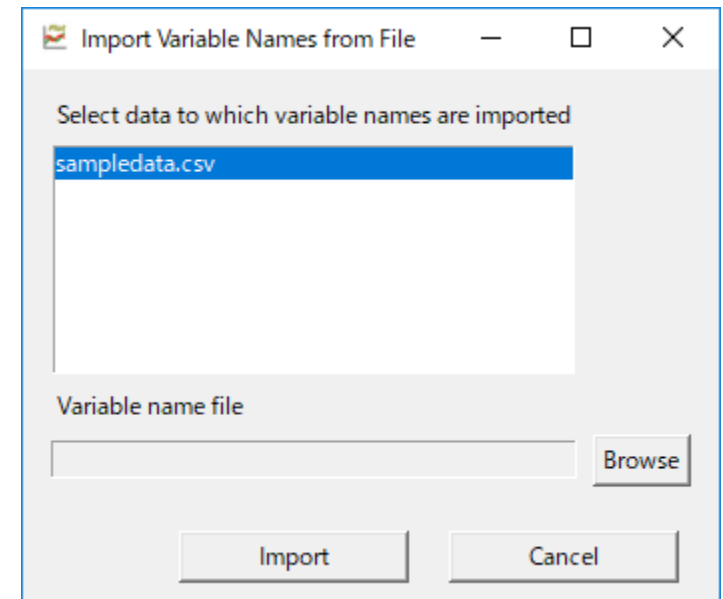 Import Variable Names from File
Select data to which variable names are imported
sampledata.csv
Variable name file
Browse
Import
Cancel